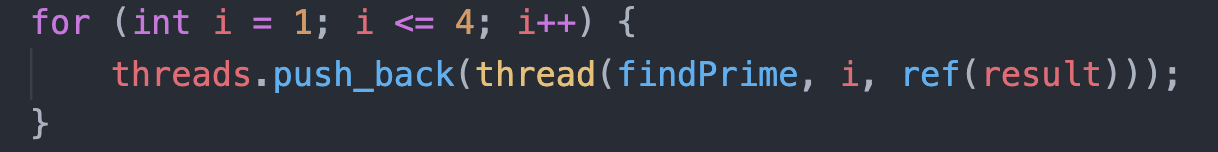 for (int i = 1; i <= 4; i++) {
    threads.push_back(thread(findPrime, i, ref(result)));
}